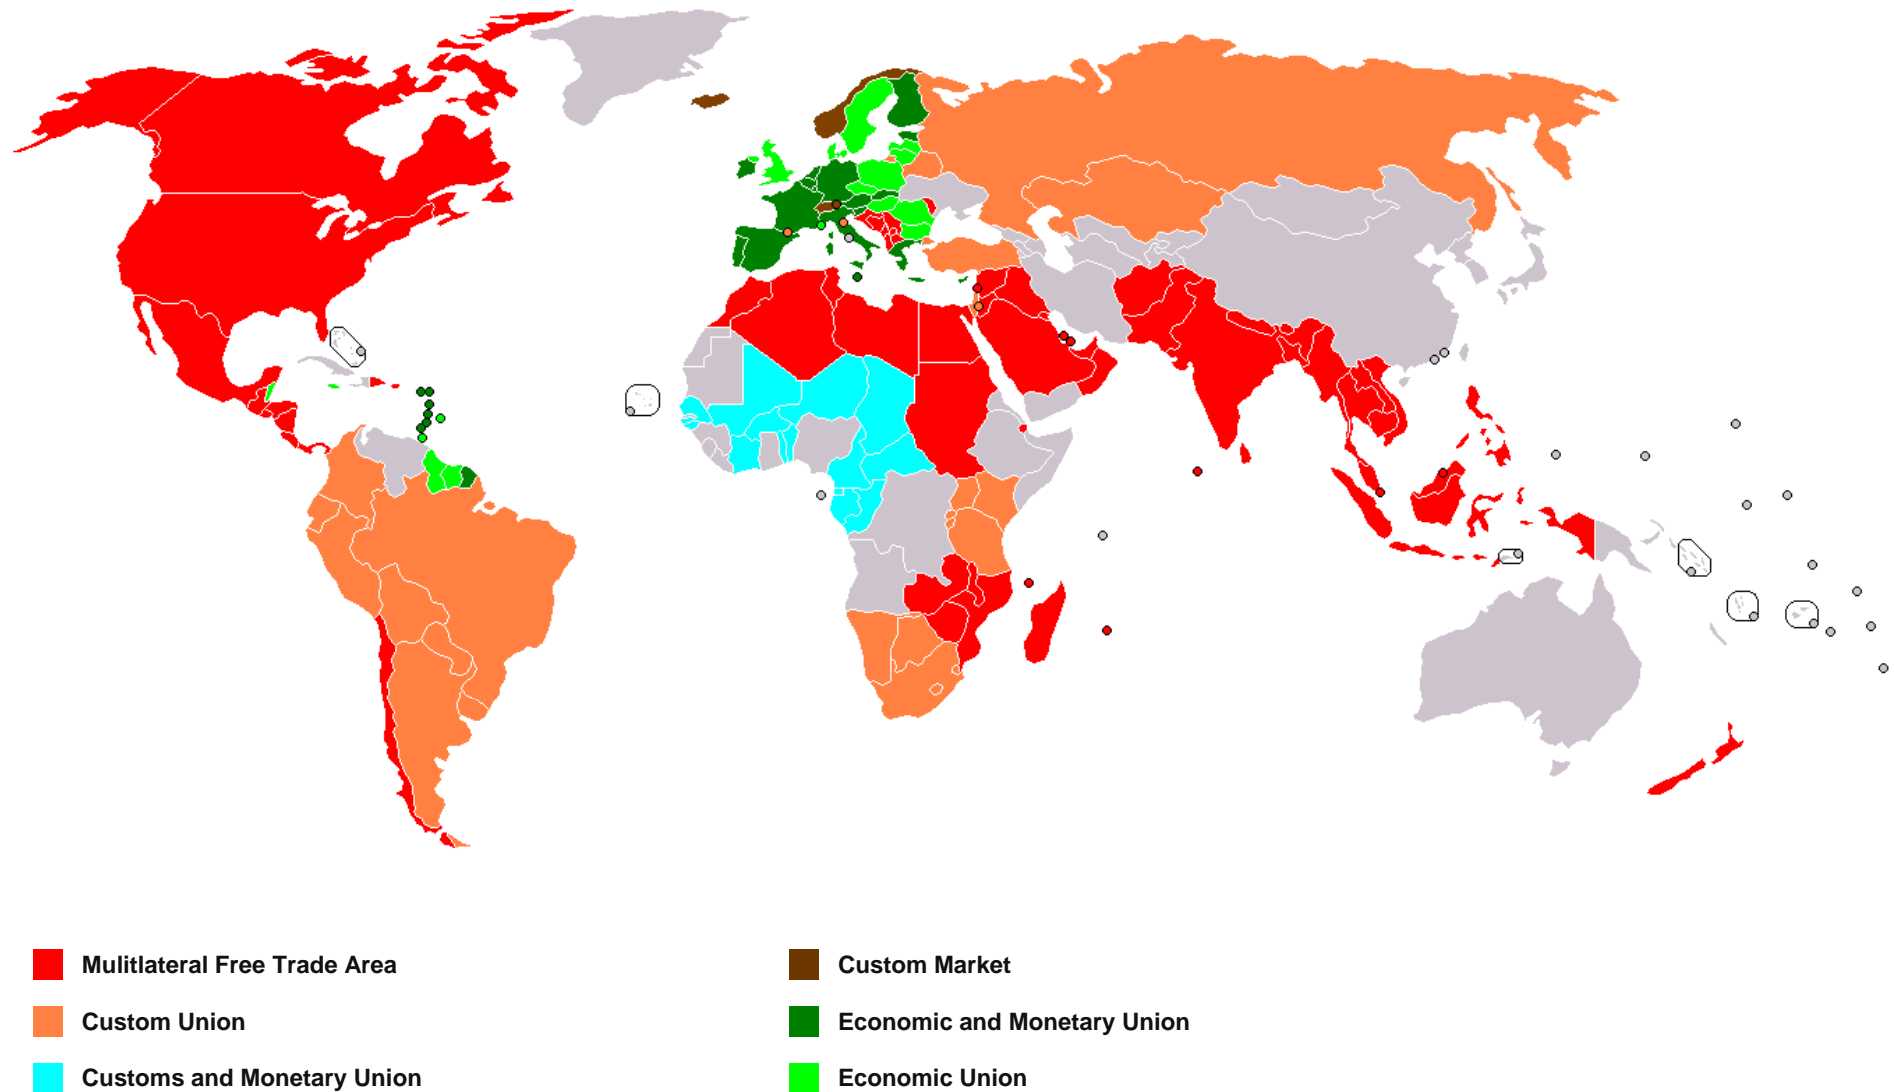 Mulitlateral Free Trade Area
Custom Union
Customs and Monetary Union
Custom Market
Economic and Monetary Union
Economic Union